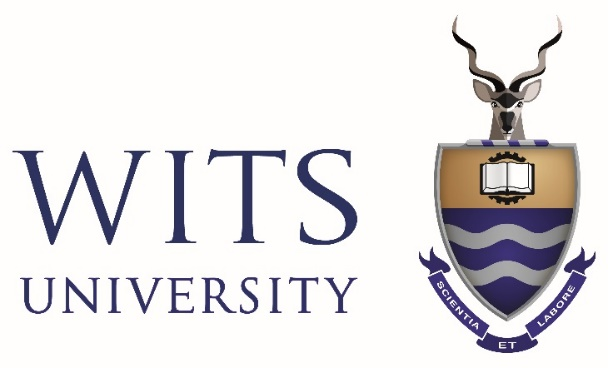 WITS
UNIVERSITY
SCIENTIA
ET
LABORE